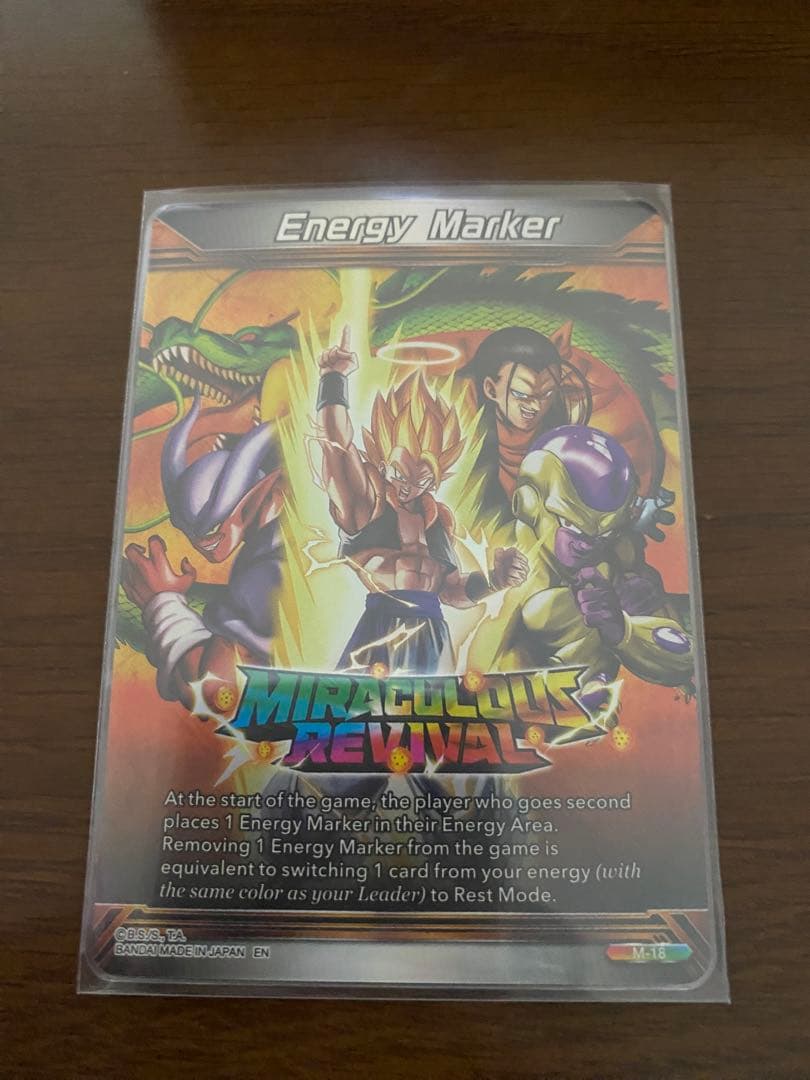 Energy Marker
MIRACULOUS
REVIVAL
At the start of the game, the player who goes second
places 1 Energy Marker in their Energy Area.
Removing 1 Energy Marker from the game is
equivalent to switching 1 card from your energy (with
the same color as your Leader) to Rest Mode.
©B.S./S., T.A.
BANDAI MADE IN JAPAN EN
M-18